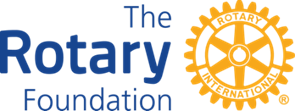 The
Rotary
Foundation
ROTARY
INTERNATIONAL
®